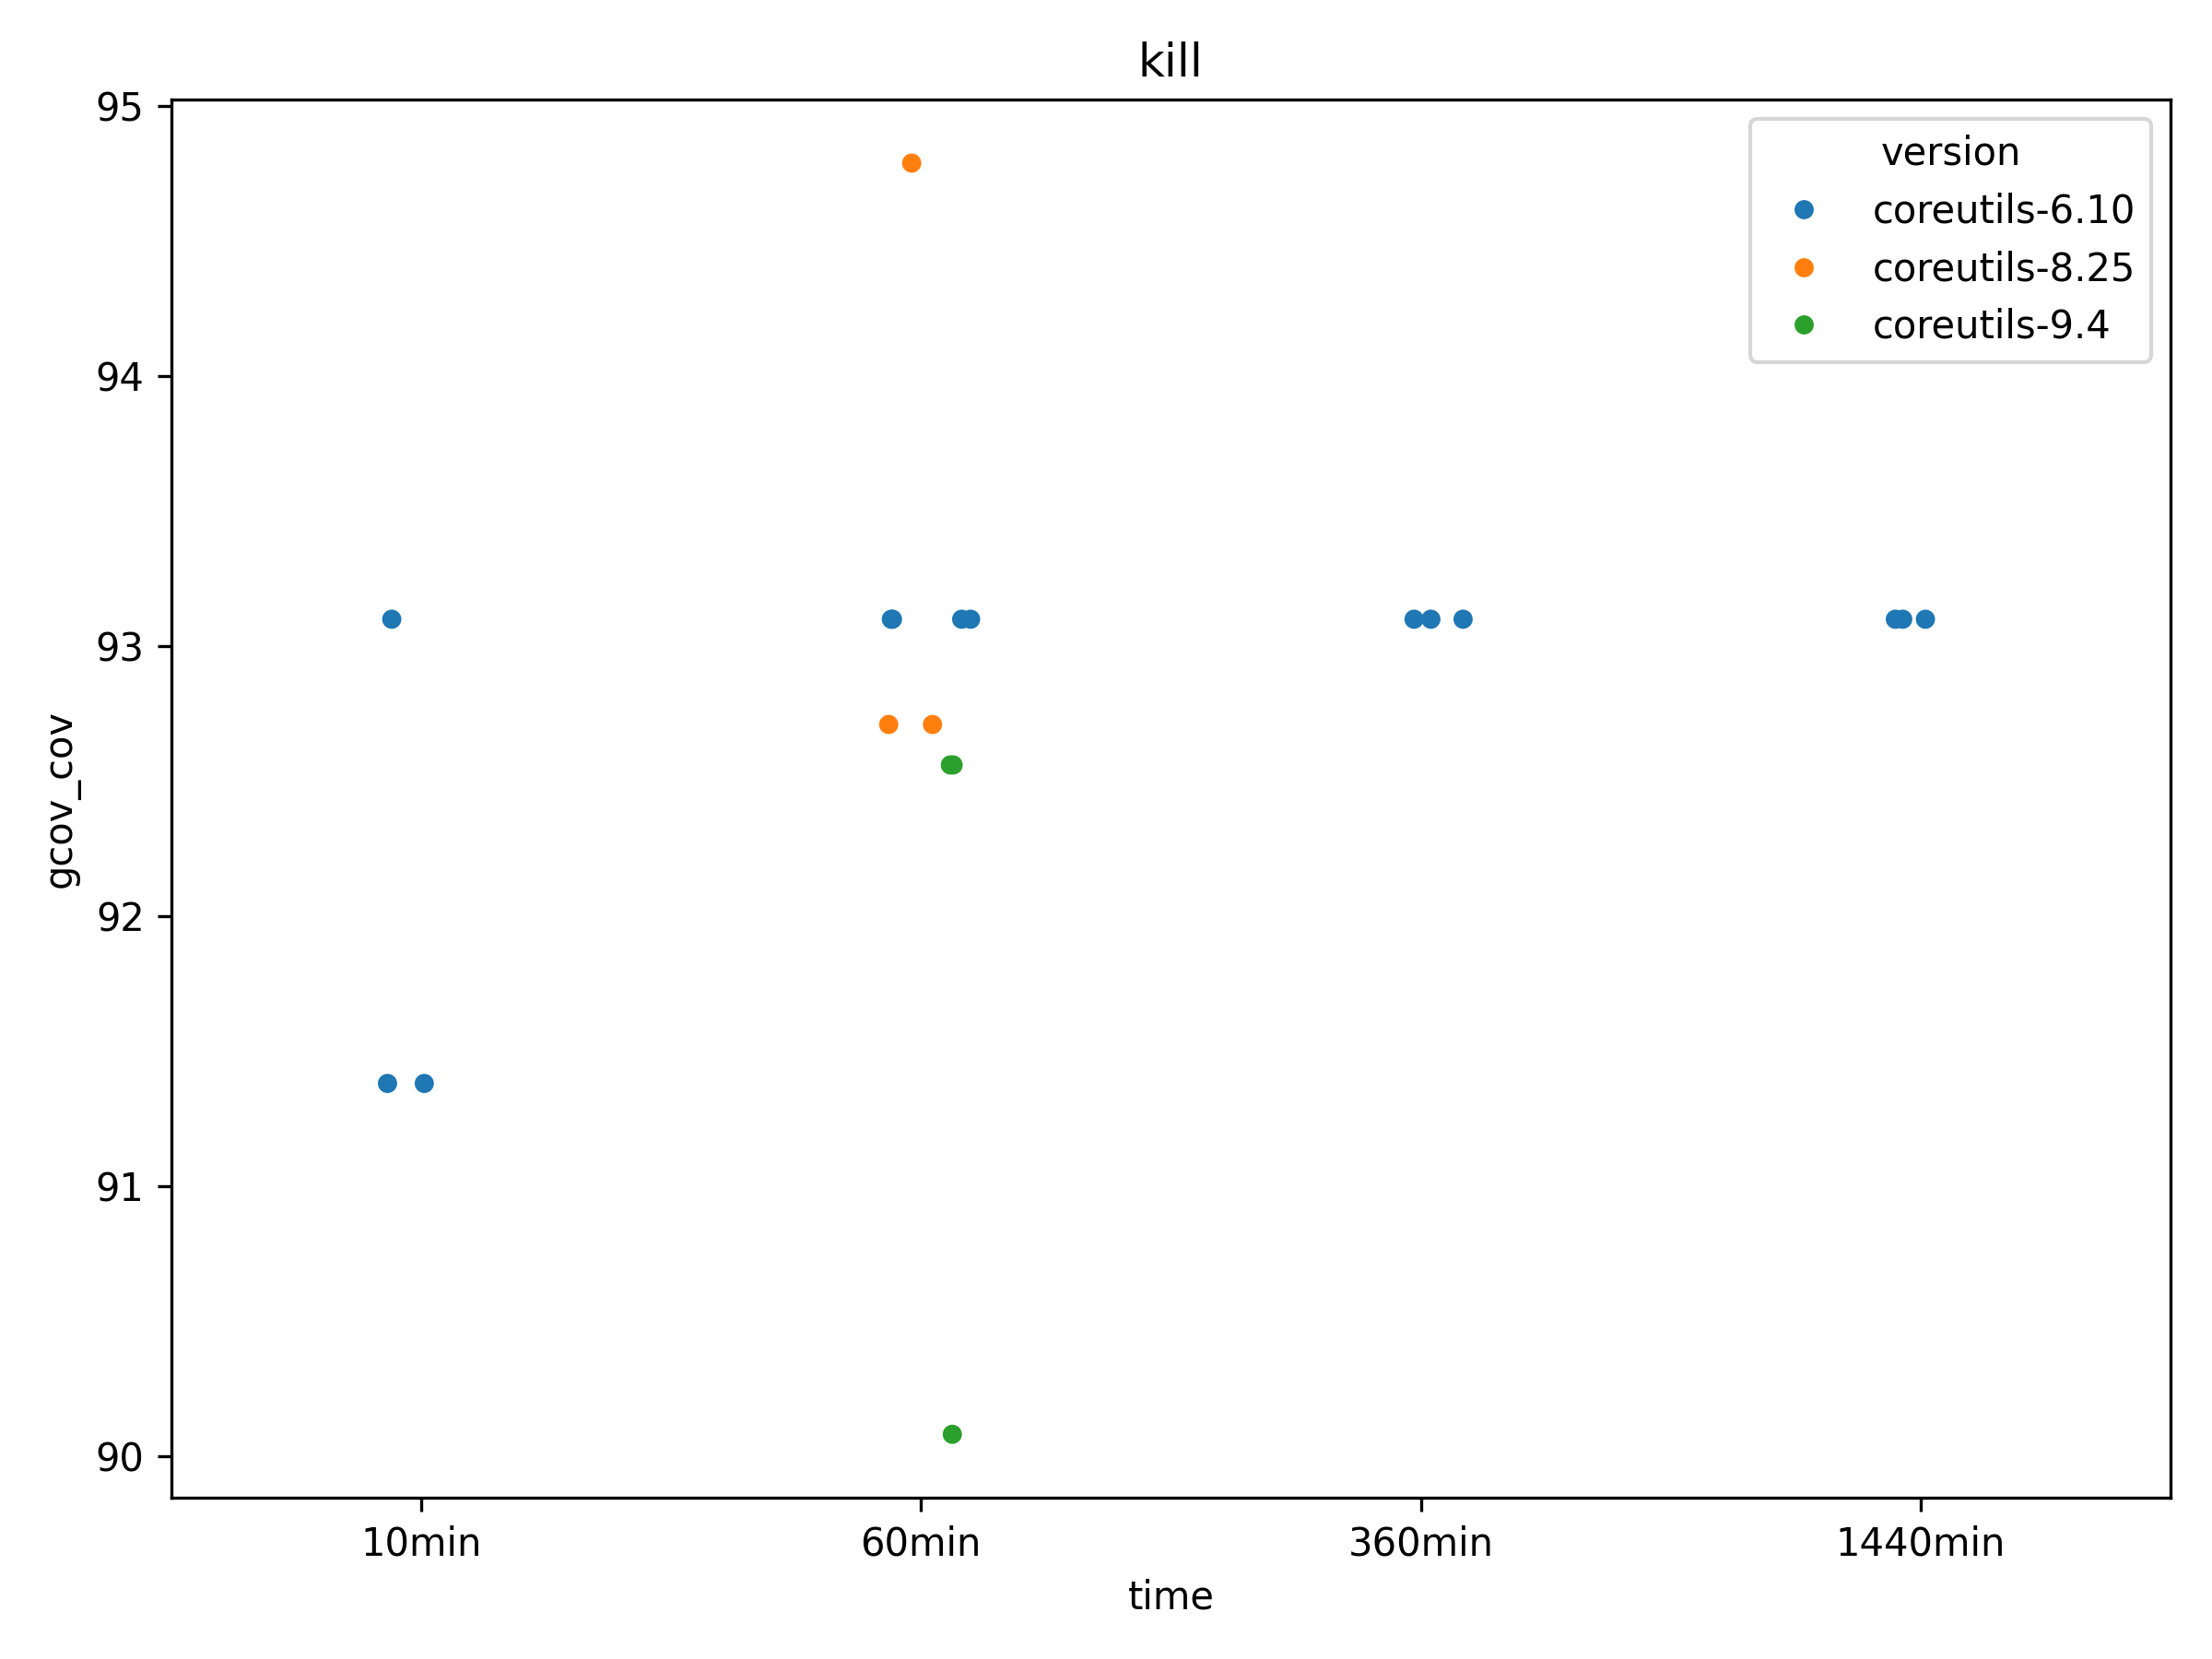 kill
version
coreutils-6.10
coreutils-8.25
coreutils-9.4
gcov_cov
95
94
93
92
91
90
10min 60min 360min 1440min
time